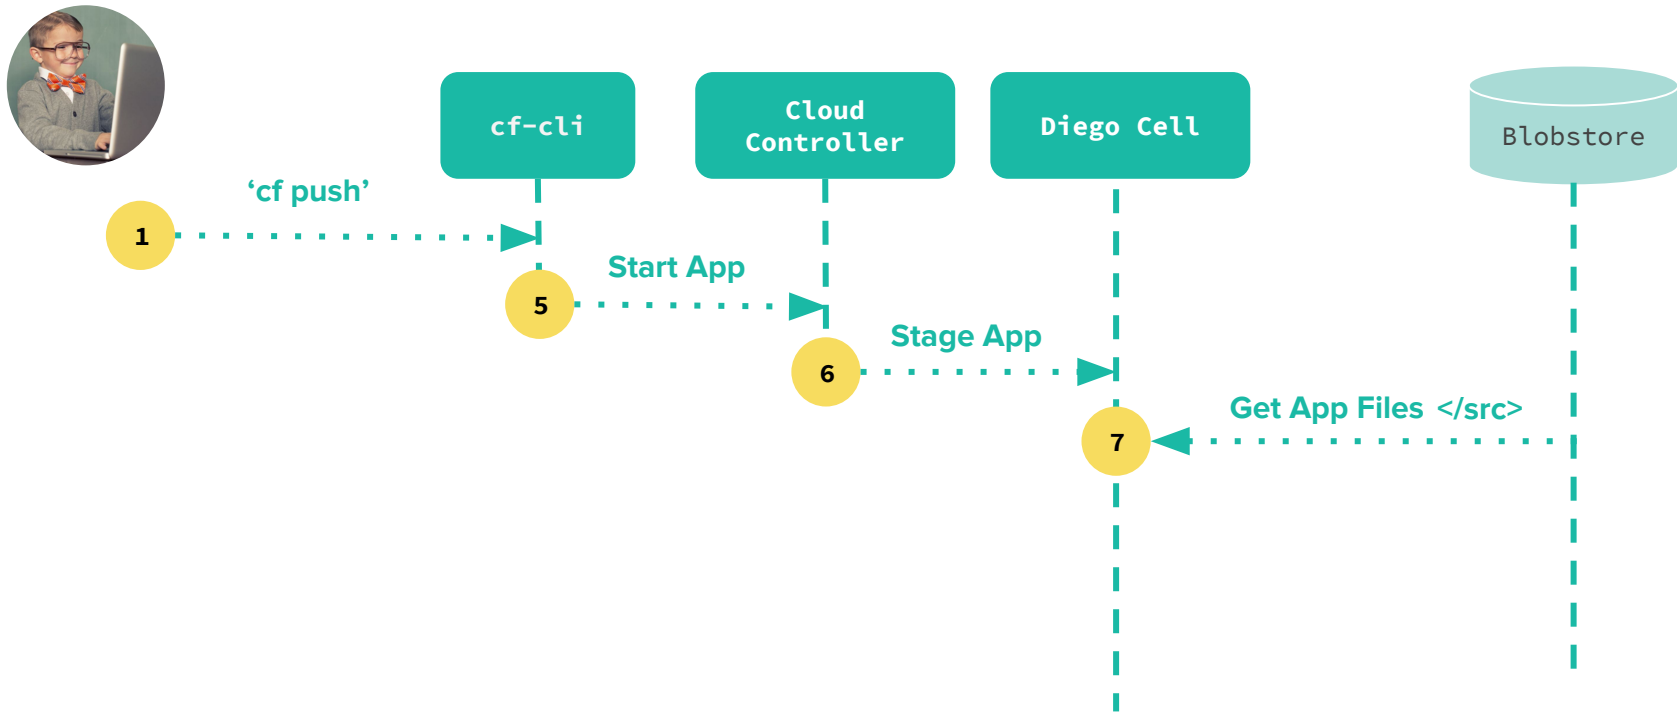 cf-cli
Cloud
Controller
Diego Cell
Blobstore
‘cf push’
1
Start App
5
Stage App
6
Get App Files </src>
7